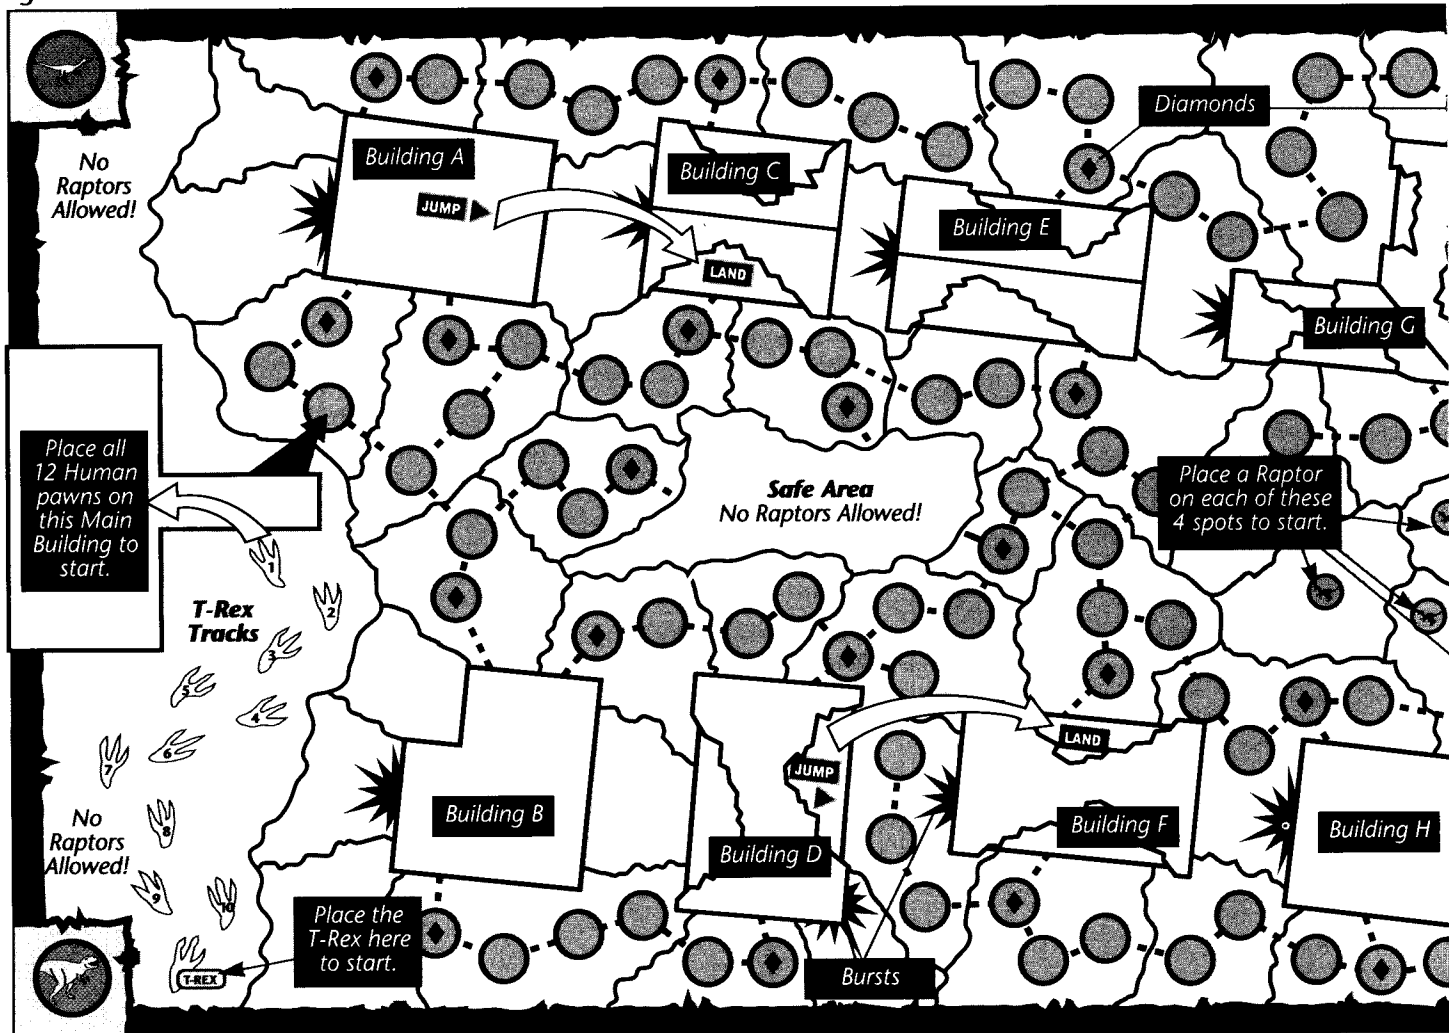 Diamonds
No
Raptors
Allowed!
Building A
JUMP
Building C
LAND
Building E
Building G
Place all
12 Human
pawns on
this Main
Building to
start.
Safe Area
No Raptors Allowed!
Place a Raptor
on each of these
4 spots to start.
T-Rex
Tracks
1
2
3
4
5
6
7
8
9
10
No
Raptors
Allowed!
Building B
Building D
JUMP
LAND
Building F
Building H
Place the
T-Rex here
to start.
T-REX
Bursts